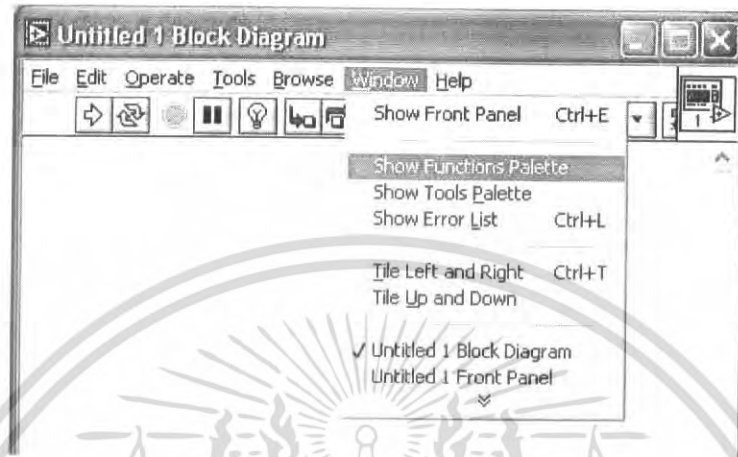 Untitled 1 Block Diagram
File Edit Operate Tools Browse Window Help
1
Show Front Panel Ctrl+E
Show Functions Palette
Show Tools Palette
Show Error List Ctrl+L
Tile Left and Right Ctrl+T
Tile Up and Down
Untitled 1 Block Diagram
Untitled 1 Front Panel